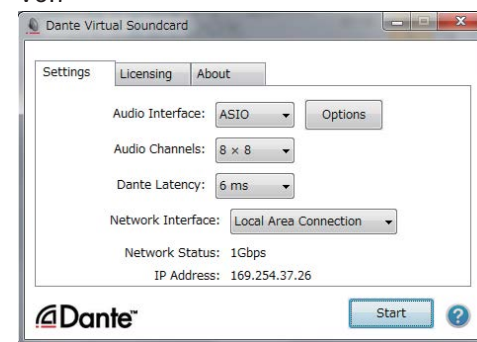 Dante Virtual Soundcard
Settings Licensing About
Audio Interface: ASIO Options
Audio Channels: 8 × 8
Dante Latency: 6 ms
Network Interface: Local Area Connection
Network Status: 1Gbps
IP Address: 169.254.37.26
Dante™ Start ?